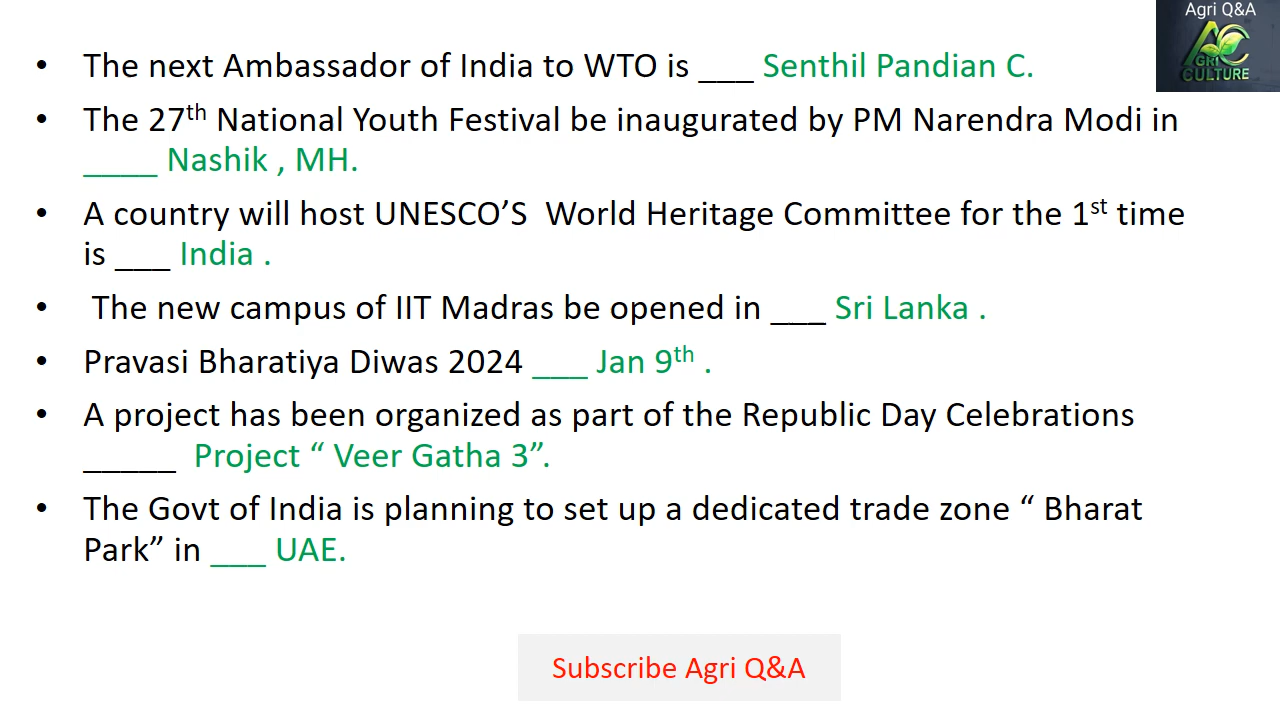 Agri Q&A
AGRI
CULTURE
• The next Ambassador of India to WTO is ___ Senthil Pandian C.
• The 27th National Youth Festival be inaugurated by PM Narendra Modi in
____ Nashik , MH.
• A country will host UNESCO’S World Heritage Committee for the 1st time
is ___ India .
• The new campus of IIT Madras be opened in ___ Sri Lanka .
• Pravasi Bharatiya Diwas 2024 ___ Jan 9th .
• A project has been organized as part of the Republic Day Celebrations
_____ Project “ Veer Gatha 3”.
• The Govt of India is planning to set up a dedicated trade zone “ Bharat
Park” in ___ UAE.
Subscribe Agri Q&A